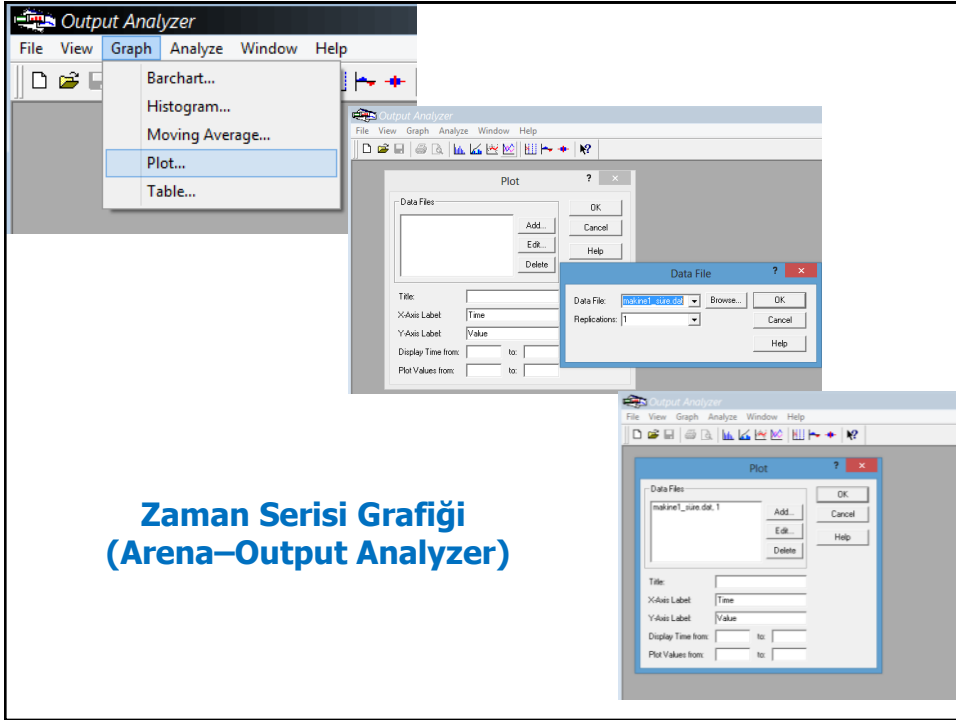 Output Analyzer
File View Graph Analyze Window Help
Barchart...
Histogram...
Moving Average...
Plot...
Table...
Output Analyzer
File View Graph Analyze Window Help
Plot ? ×
Data Files
OK
Add...
Cancel
Edit...
Help
Delete
Title:
X-Axis Label: Time
Y-Axis Label: Value
Display Time from: to:
Plot Values from: to:
Data File ? ×
Data File: makine1_süre.dat Browse... OK
Replications: 1 Cancel
Help
Output Analyzer
File View Graph Analyze Window Help
Plot ? ×
Data Files
OK
makine1_süre.dat, 1
Add...
Cancel
Edit...
Help
Delete
Title:
X-Axis Label: Time
Y-Axis Label: Value
Display Time from: to:
Plot Values from: to:
Zaman Serisi Grafiği
(Arena–Output Analyzer)